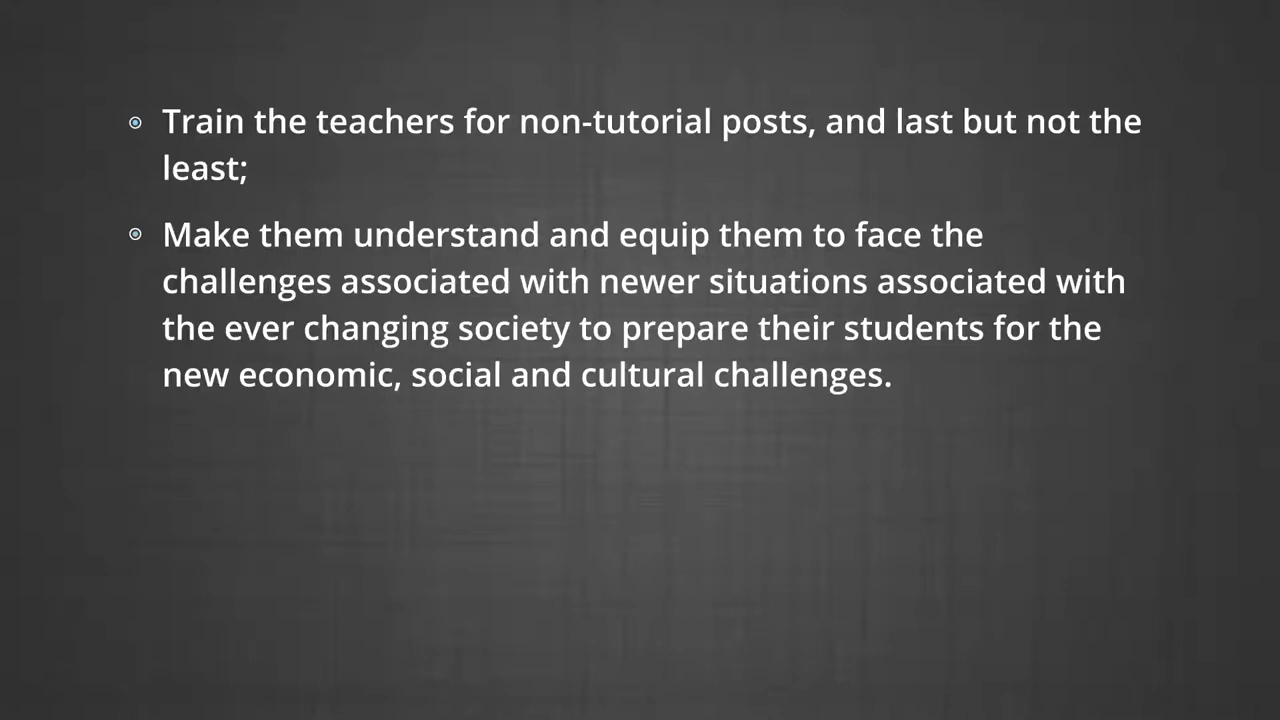 Train the teachers for non-tutorial posts, and last but not the
least;
Make them understand and equip them to face the
challenges associated with newer situations associated with
the ever changing society to prepare their students for the
new economic, social and cultural challenges.